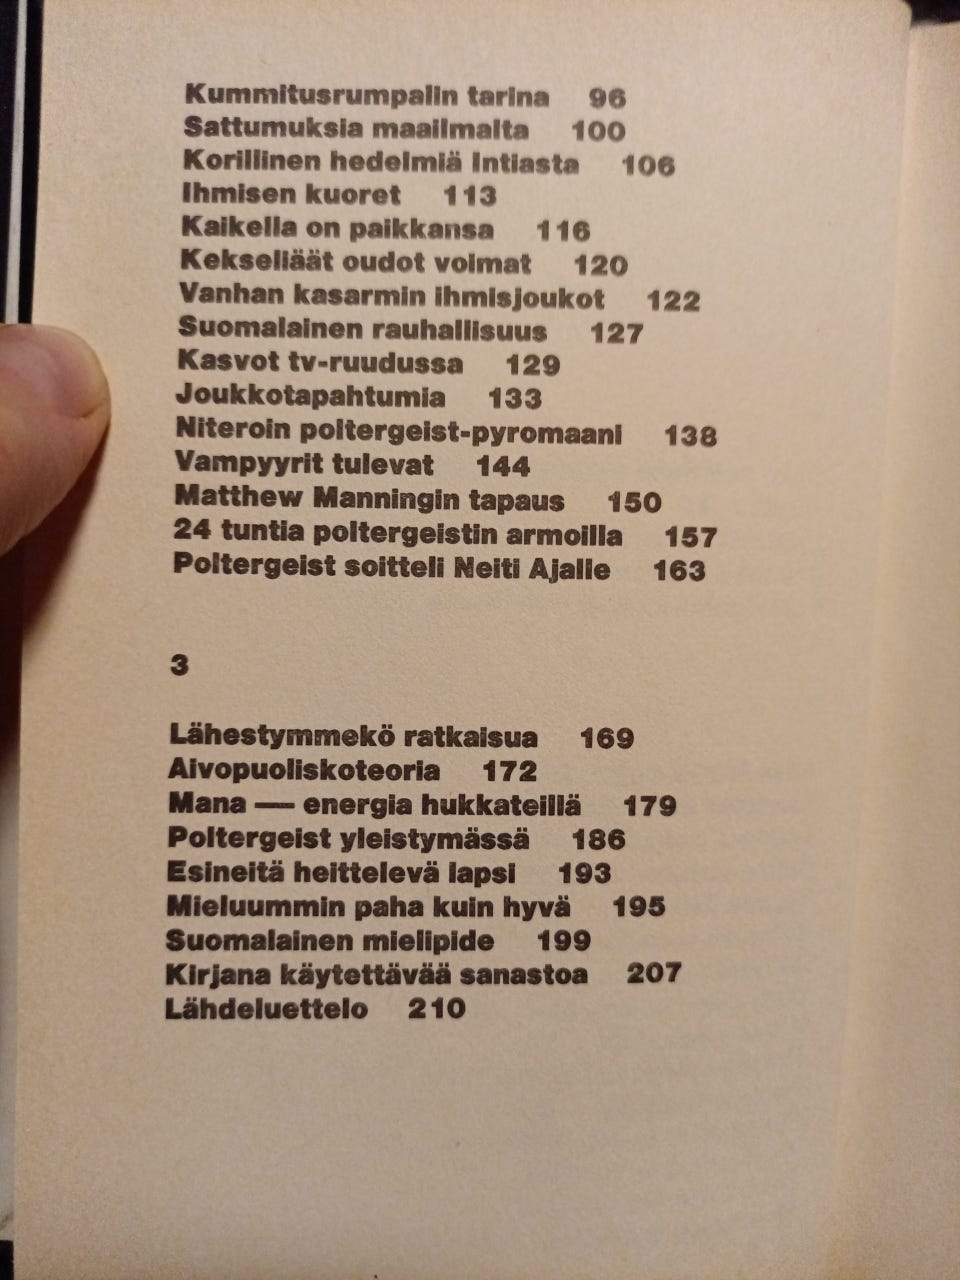 Kummitusrumpalin tarina 96
Sattumuksia maailmalta 100
Korillinen hedelmiä Intiasta 106
Ihmisen kuoret 113
Kaikella on paikkansa 116
Kekseliäät oudot voimat 120
Vanhan kasarmin ihmisjoukot 122
Suomalainen rauhallisuus 127
Kasvot tv-ruudussa 129
Joukkotapahtumia 133
Niteroin poltergeist-pyromaani 138
Vampyyrit tulevat 144
Matthew Manningin tapaus 150
24 tuntia poltergeistin armoilla 157
Poltergeist soitteli Neiti Ajalle 163
3
Lähestymmekö ratkaisua 169
Aivopuoliskoteoria 172
Mana — energia hukkateillä 179
Poltergeist yleistymässä 186
Esineitä heittelevä lapsi 193
Mieluummin paha kuin hyvä 195
Suomalainen mielipide 199
Kirjana käytettävää sanastoa 207
Lähdeluettelo 210